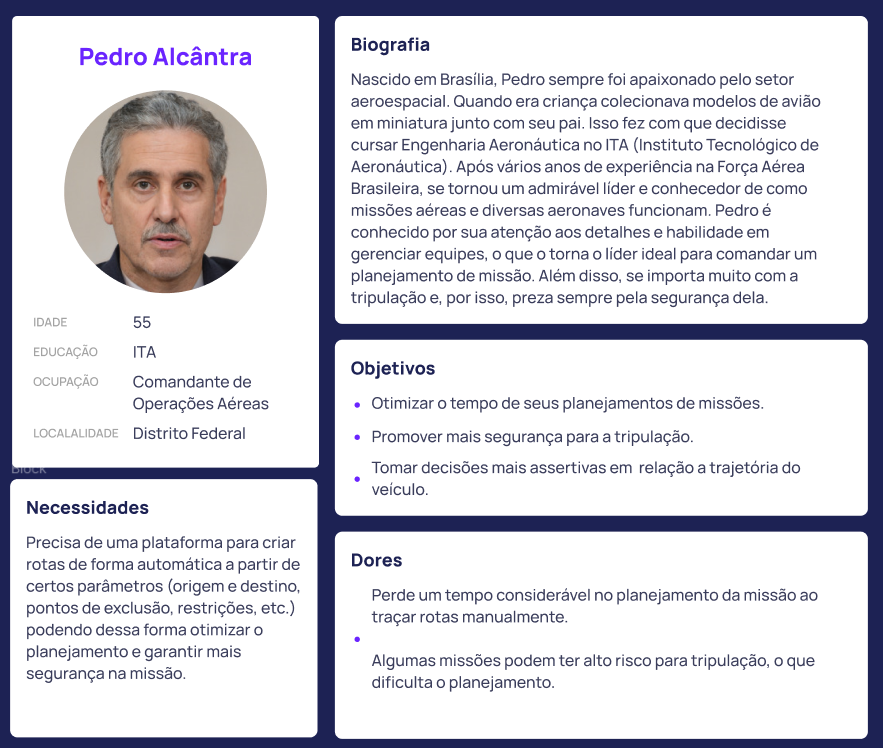 Pedro Alcântra
IDADE 55
EDUCAÇÃO ITA
OCUPAÇÃO Comandante de
Operações Aéreas
LOCALALIDADE Distrito Federal
Block
Necessidades
Precisa de uma plataforma para criar
rotas de forma automática a partir de
certos parâmetros (origem e destino,
pontos de exclusão, restrições, etc.)
podendo dessa forma otimizar o
planejamento e garantir mais
segurança na missão.
Biografia
Nascido em Brasília, Pedro sempre foi apaixonado pelo setor
aeroespacial. Quando era criança colecionava modelos de avião
em miniatura junto com seu pai. Isso fez com que decidisse
cursar Engenharia Aeronáutica no ITA (Instituto Tecnológico de
Aeronáutica). Após vários anos de experiência na Força Aérea
Brasileira, se tornou um admirável líder e conhecedor de como
missões aéreas e diversas aeronaves funcionam. Pedro é
conhecido por sua atenção aos detalhes e habilidade em
gerenciar equipes, o que o torna o líder ideal para comandar um
planejamento de missão. Além disso, se importa muito com a
tripulação e, por isso, preza sempre pela segurança dela.
Objetivos
• Otimizar o tempo de seus planejamentos de missões.
• Promover mais segurança para a tripulação.
• Tomar decisões mais assertivas em  relação a trajetória do
veículo.
Dores
Perde um tempo considerável no planejamento da missão ao
traçar rotas manualmente.
•
Algumas missões podem ter alto risco para tripulação, o que
dificulta o planejamento.